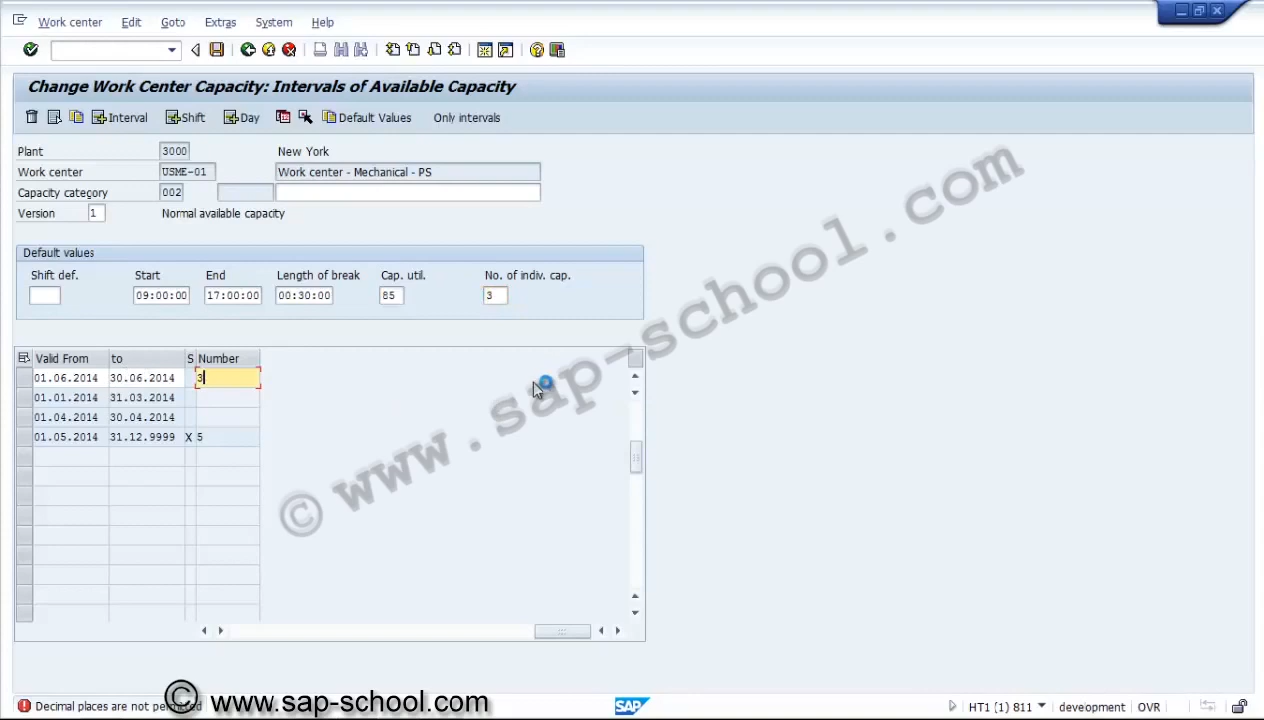 Work center Edit Goto Extras System Help
Change Work Center Capacity: Intervals of Available Capacity
Interval Shift Day Default Values Only intervals
Plant 3000 New York
Work center USME-01 Work center - Mechanical - PS
Capacity category 002
Version 1 Normal available capacity
Default values
Shift def. Start End Length of break Cap. util. No. of indiv. cap.
09:00:00 17:00:00 00:30:00 85 3
Valid From to S Number
01.06.2014 30.06.2014 3
01.01.2014 31.03.2014
01.04.2014 30.04.2014
01.05.2014 31.12.9999 X 5
© www.sap-school.com
Decimal places are not
© www.sap-school.com
SAP
HT1 (1) 811 development OVR